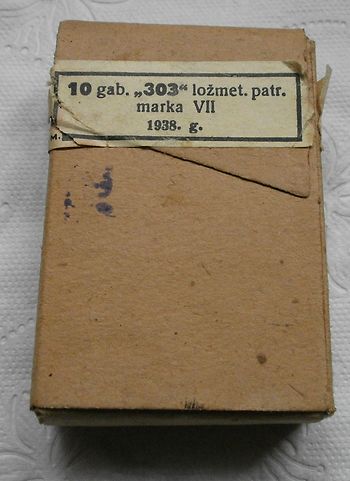 10 gab. „303“ ložmet. patr.
marka VII
1938. g.
M.